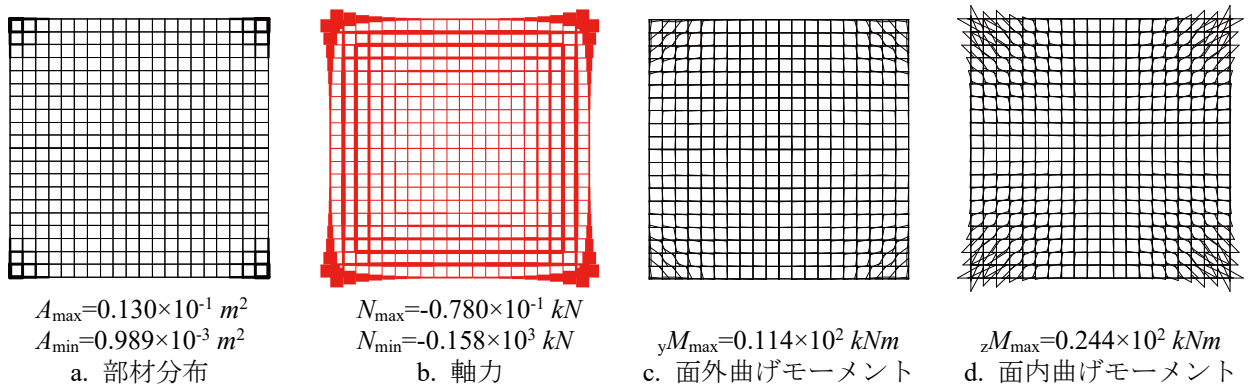 Amax=0.130×10-1 m2
Amin=0.989×10-3 m2
a. 部材分布
Nmax=-0.780×10-1 kN
Nmin=-0.158×103 kN
b. 軸力
yMmax=0.114×102 kNm
c. 面外曲げモーメント
zMmax=0.244×102 kNm
d. 面内曲げモーメント